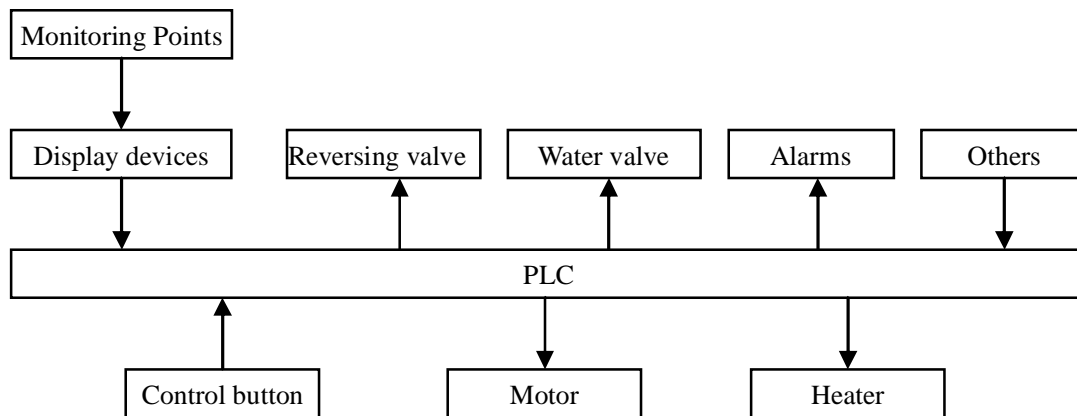 Monitoring Points
Display devices
Reversing valve
Water valve
Alarms
Others
PLC
Control button
Motor
Heater